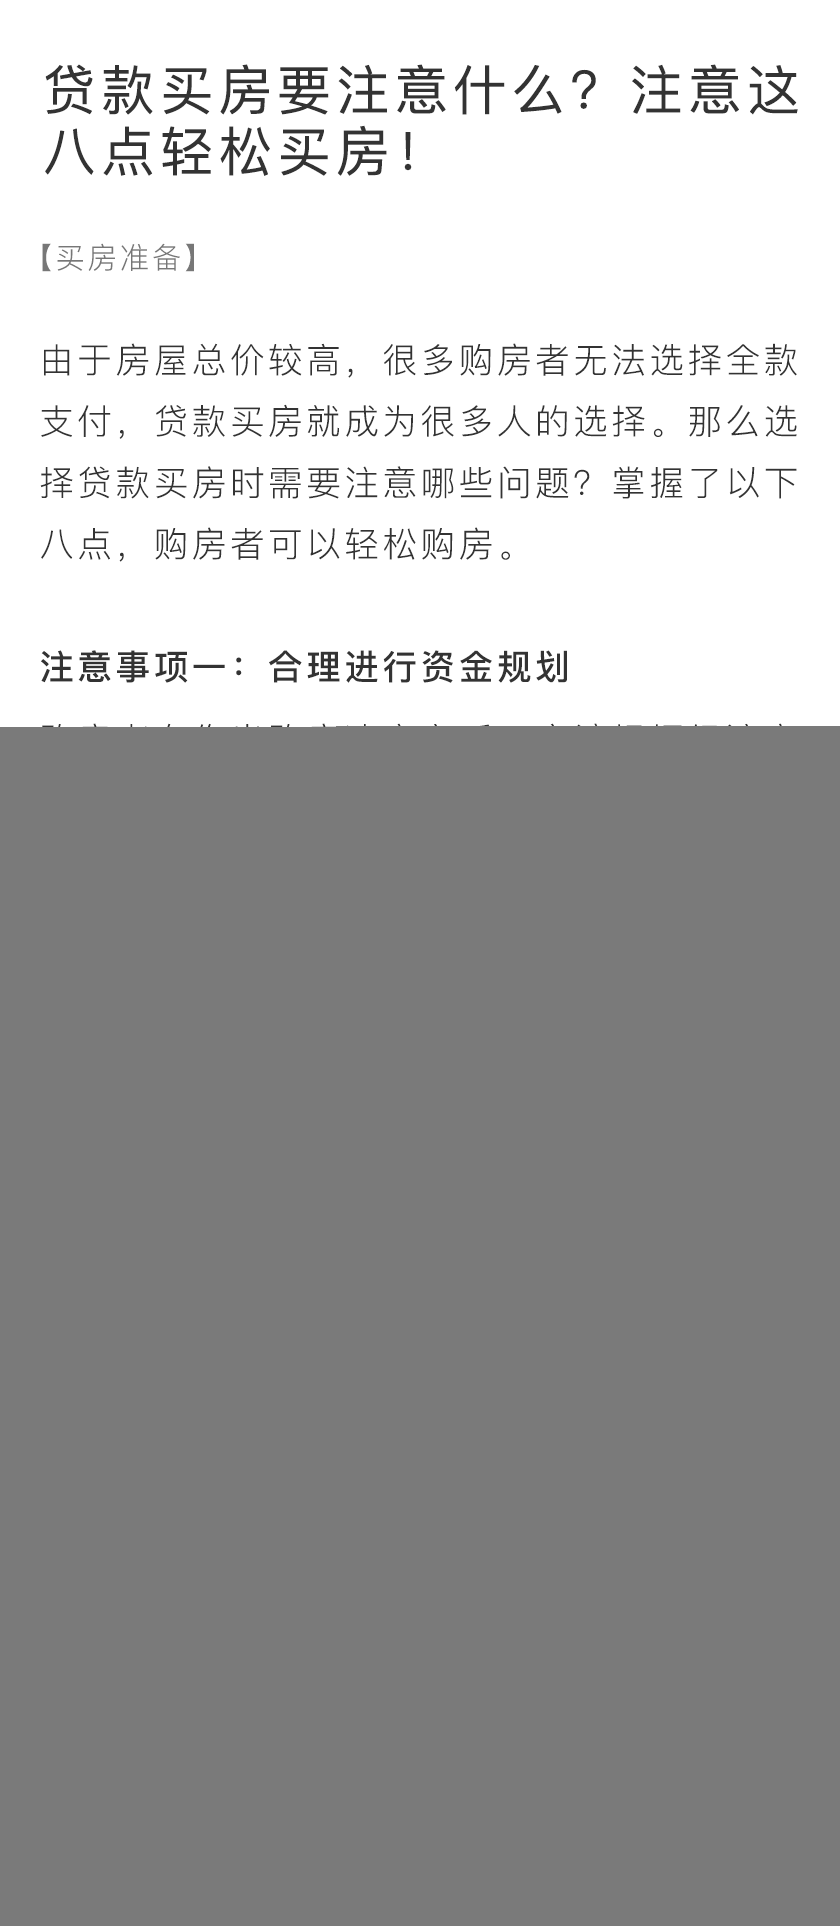 贷款买房要注意什么？注意这
八点轻松买房！
【买房准备】
由于房屋总价较高，很多购房者无法选择全款
支付，贷款买房就成为很多人的选择。那么选
择贷款买房时需要注意哪些问题？掌握了以下
八点，购房者可以轻松购房。
注意事项一：合理进行资金规划